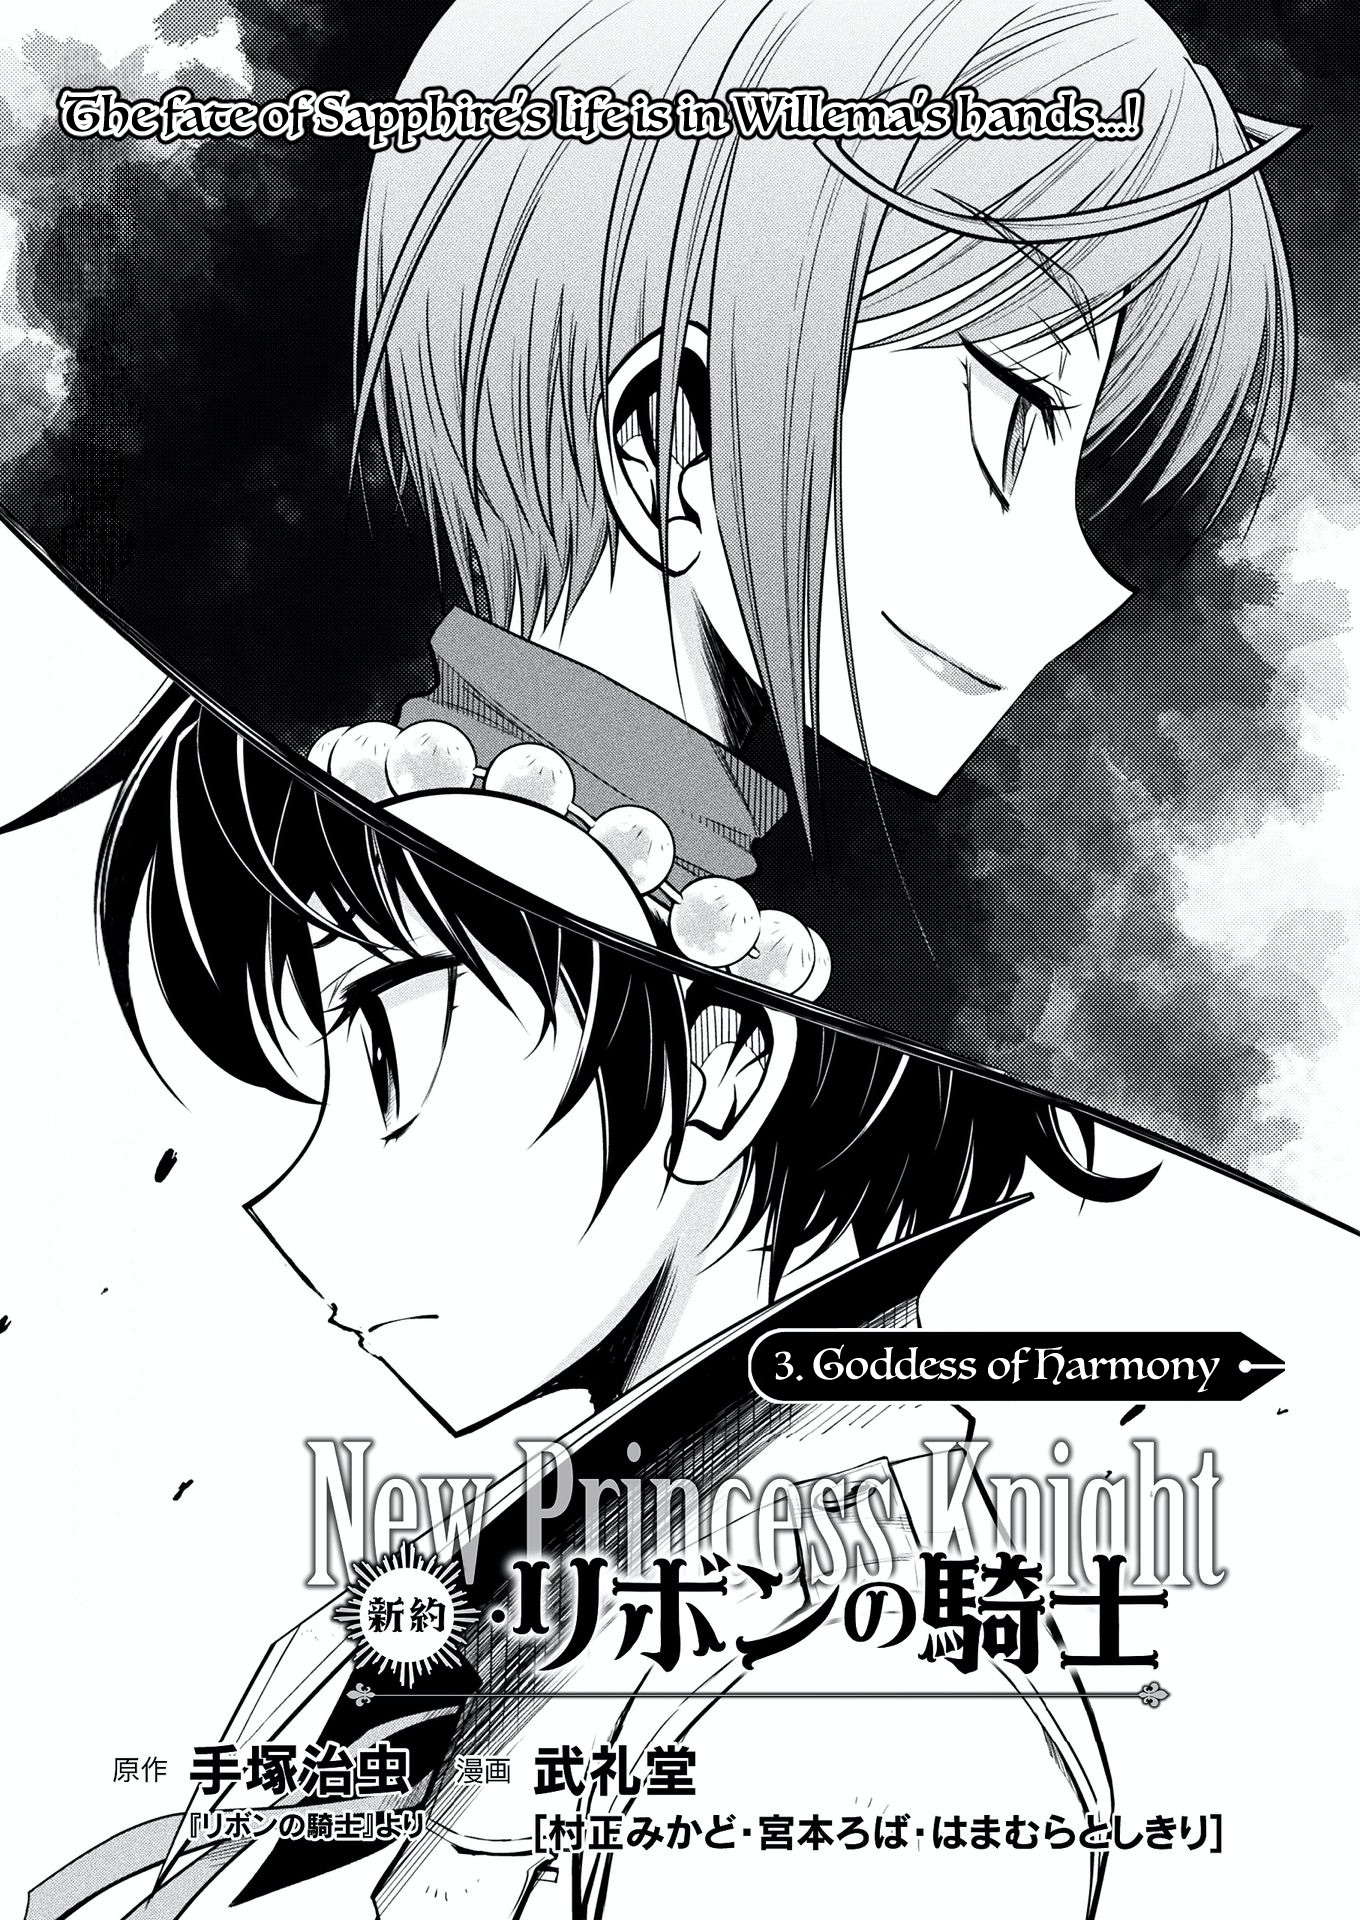 The fate of Sapphire's life is in Willema's hands...!
3. Goddess of Harmony
New Princess Knight
新約・リボンの騎士
原作 手塚治虫
『リボンの騎士』より
漫画 武礼堂
[村正みかど・宮本ろば・はまむらとしきり]